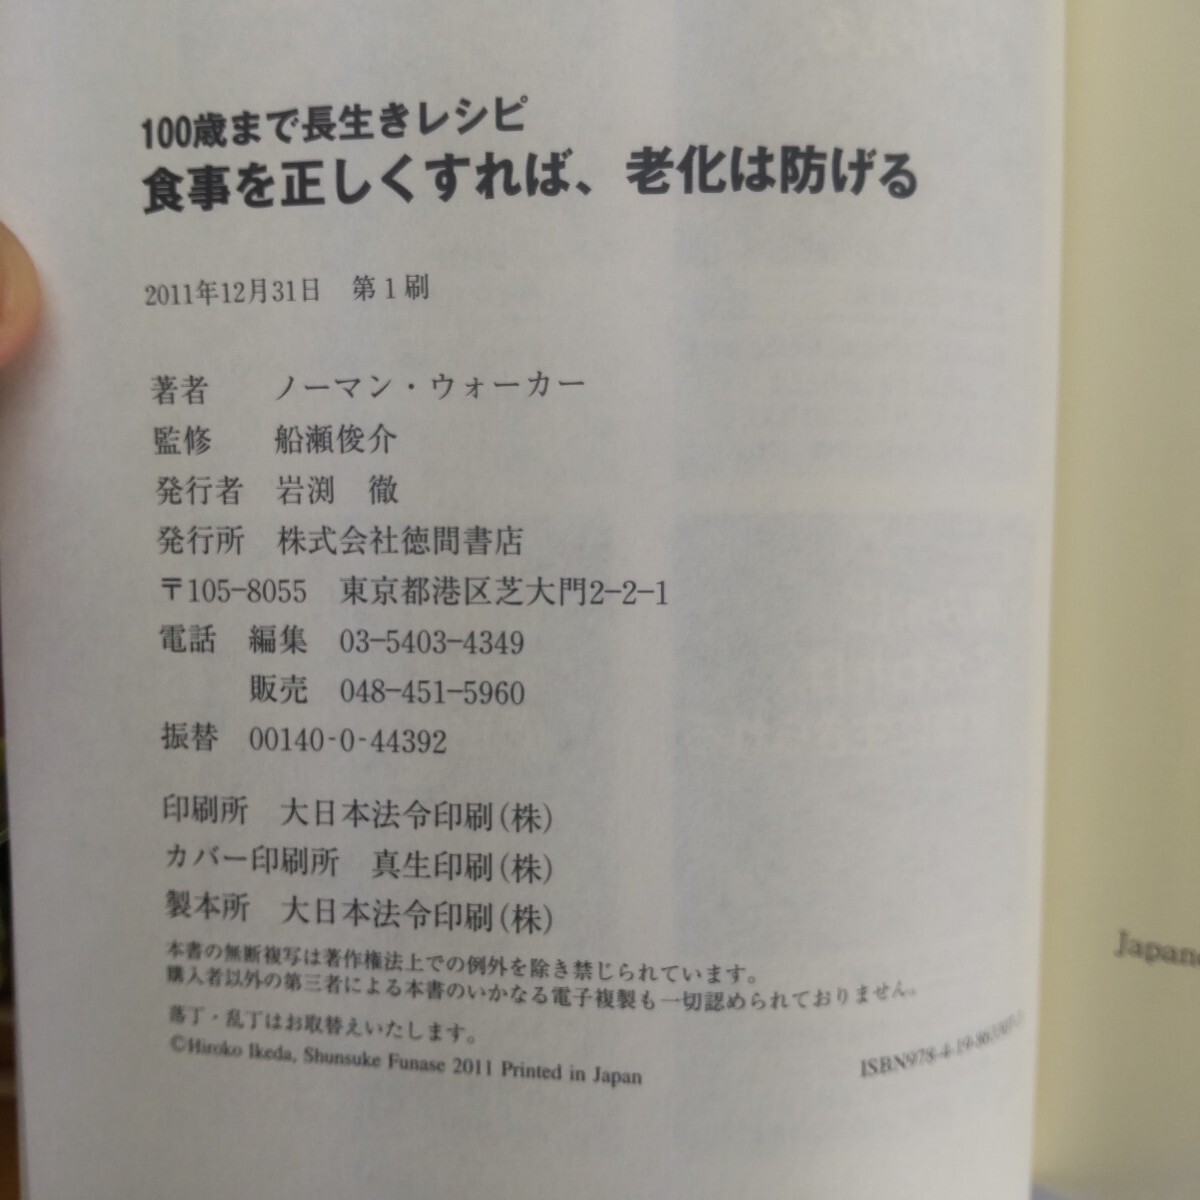 100歳まで長生きレシピ
食事を正しくすれば、老化は防げる
2011年12月31日　第1刷
著者　ノーマン・ウォーカー
監修　船瀬俊介
発行者　岩渕　徹
発行所　株式会社徳間書店
〒105-8055　東京都港区芝大門2-2-1
電話　編集　03-5403-4349
販売　048-451-5960
振替　00140-0-44392
印刷所　大日本法令印刷(株)
カバー印刷所　真生印刷(株)
製本所　大日本法令印刷(株)
本書の無断複写は著作権法上での例外を除き禁じられています。
購入者以外の第三者による本書のいかなる電子複製も一切認められておりません。
落丁・乱丁はお取替えいたします。
©Hiroko Ikeda, Shunsuke Funase 2011 Printed in Japan